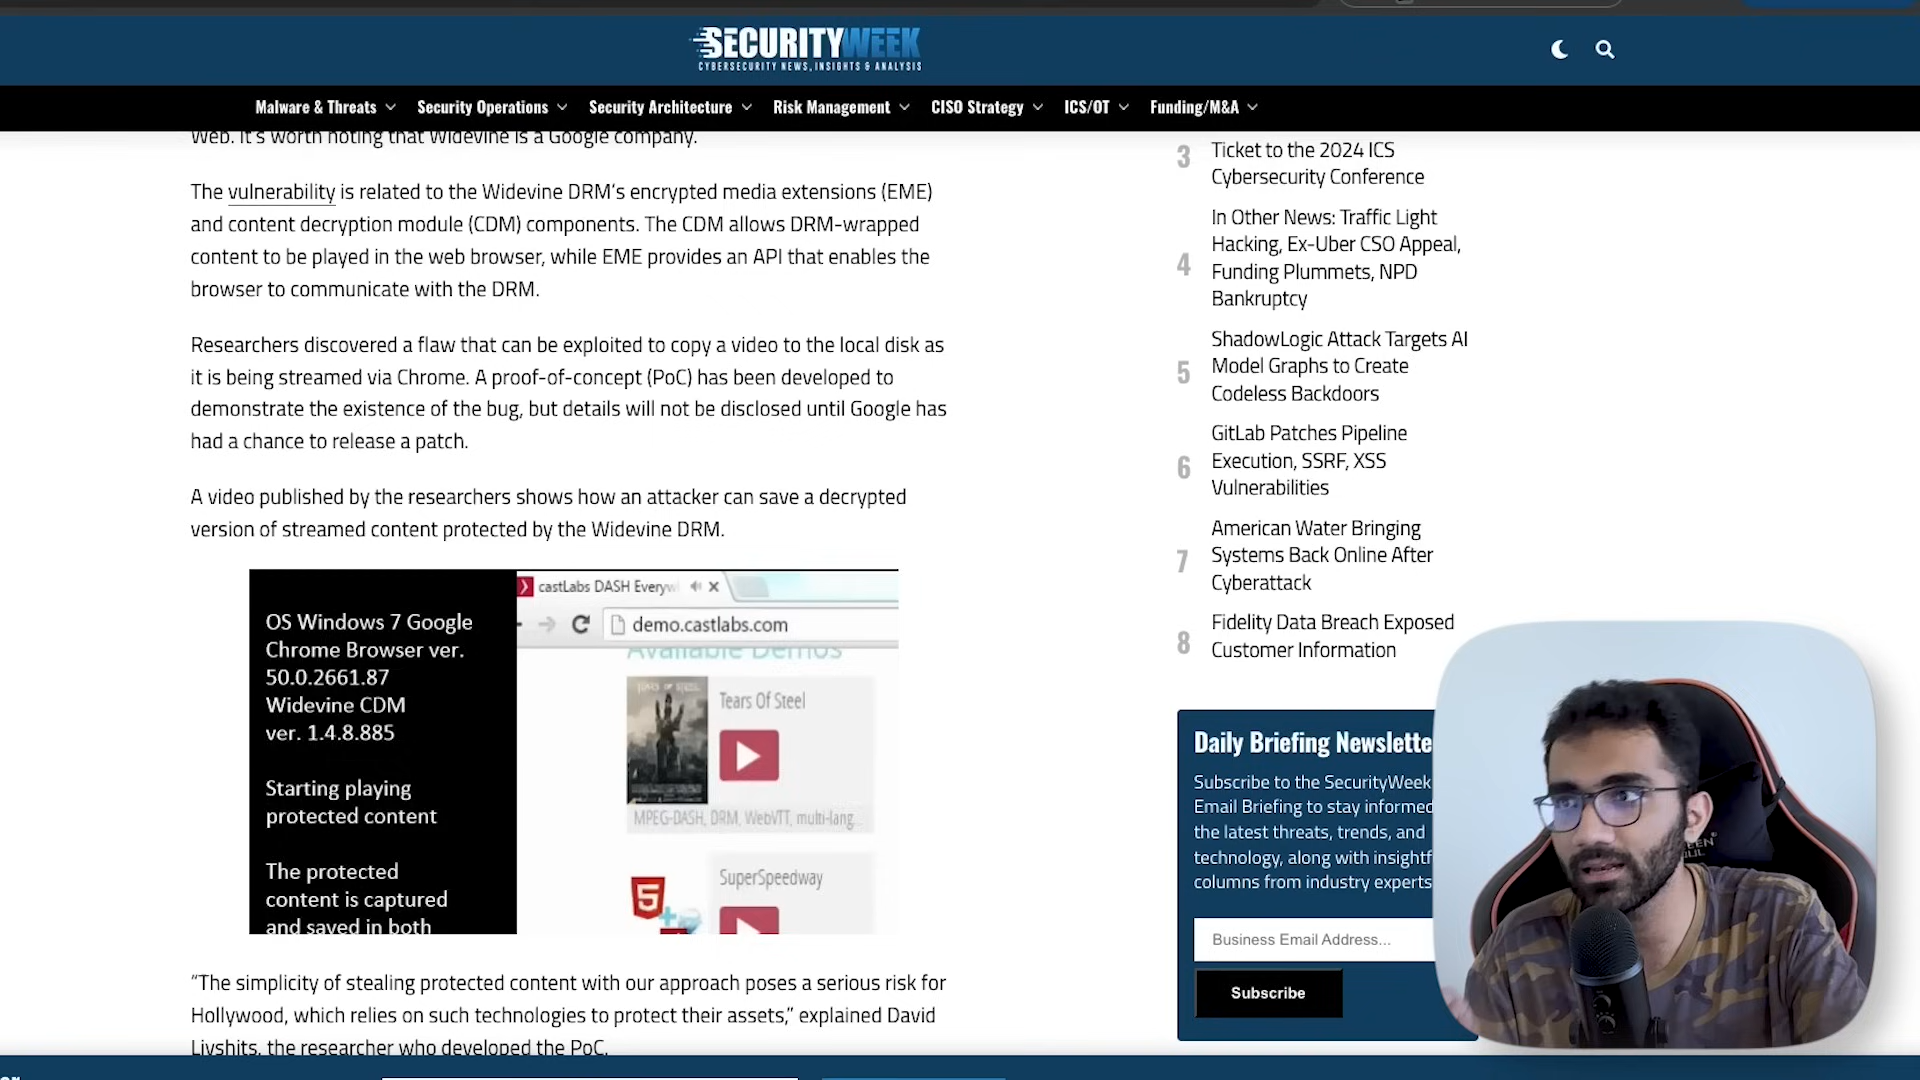 SECURITYWEEK
CYBERSECURITY NEWS, INSIGHTS & ANALYSIS
Malware & Threats
Security Operations
Security Architecture
Risk Management
CISO Strategy
ICS/OT
Funding/M&A
Web. It's worth noting that Widevine is a Google company.
The vulnerability is related to the Widevine DRM's encrypted media extensions (EME)
and content decryption module (CDM) components. The CDM allows DRM-wrapped
content to be played in the web browser, while EME provides an API that enables the
browser to communicate with the DRM.
Researchers discovered a flaw that can be exploited to copy a video to the local disk as
it is being streamed via Chrome. A proof-of-concept (PoC) has been developed to
demonstrate the existence of the bug, but details will not be disclosed until Google has
had a chance to release a patch.
A video published by the researchers shows how an attacker can save a decrypted
version of streamed content protected by the Widevine DRM.
OS Windows 7 Google
Chrome Browser ver.
50.0.2661.87
Widevine CDM
ver. 1.4.8.885
Starting playing
protected content
The protected
content is captured
and saved in both
castLabs DASH Everyw
demo.castlabs.com
Available Demos
TEARS OF STEEL
Tears Of Steel
MPEG-DASH, DRM, WebVTT, multi-lang...
5
SuperSpeedway
“The simplicity of stealing protected content with our approach poses a serious risk for
Hollywood, which relies on such technologies to protect their assets,” explained David
Livshits, the researcher who developed the PoC.
3
Ticket to the 2024 ICS
Cybersecurity Conference
4
In Other News: Traffic Light
Hacking, Ex-Uber CSO Appeal,
Funding Plummets, NPD
Bankruptcy
5
ShadowLogic Attack Targets AI
Model Graphs to Create
Codeless Backdoors
6
GitLab Patches Pipeline
Execution, SSRF, XSS
Vulnerabilities
7
American Water Bringing
Systems Back Online After
Cyberattack
8
Fidelity Data Breach Exposed
Customer Information
Daily Briefing Newslette
Subscribe to the SecurityWeek
Email Briefing to stay informed
the latest threats, trends, and
technology, along with insightf
columns from industry experts
Business Email Address...
Subscribe